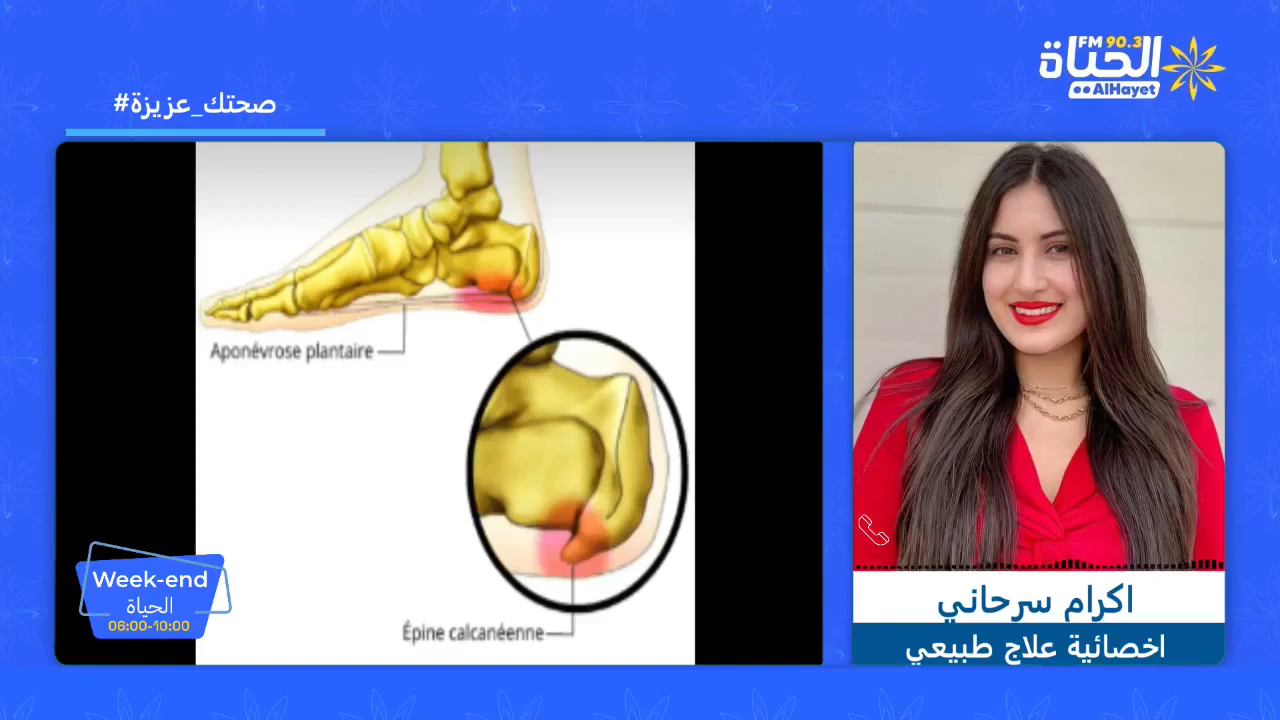 FM 90.3
الحياة
AlHayet
#صحتك_عزيزة
Aponévrose plantaire
Épine calcanéenne
Week-end
الحياة
06:00-10:00
اكرام سرحاني
اخصائية علاج طبيعي